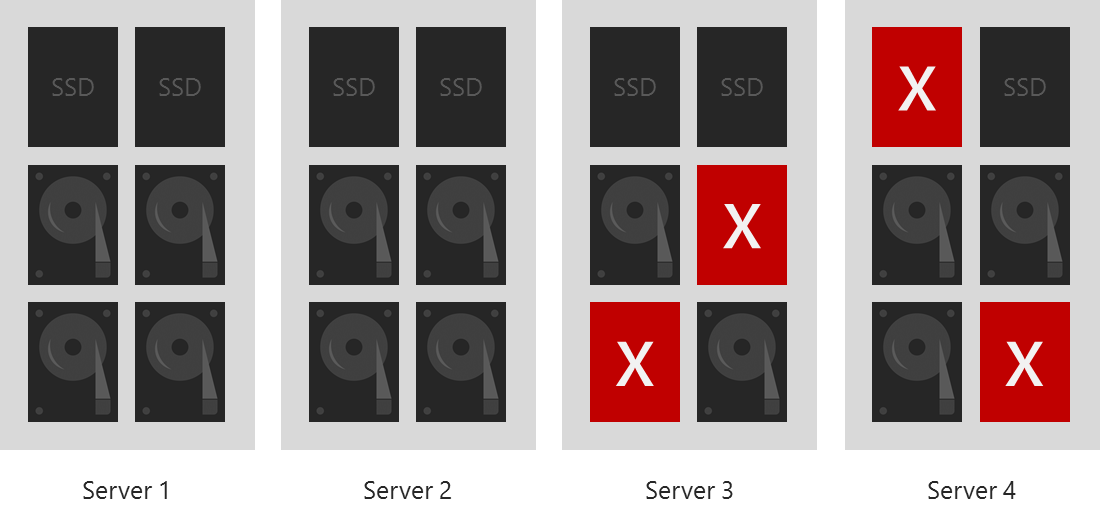 SSD SSD SSD SSD SSD SSD X SSD
X
X X
Server 1 Server 2 Server 3 Server 4